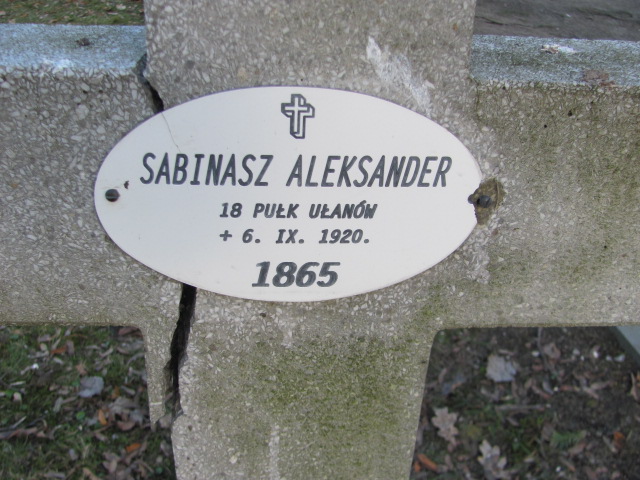 SABINASZ ALEKSANDER
18 PUŁK UŁANÓW
+ 6. IX. 1920.
1865